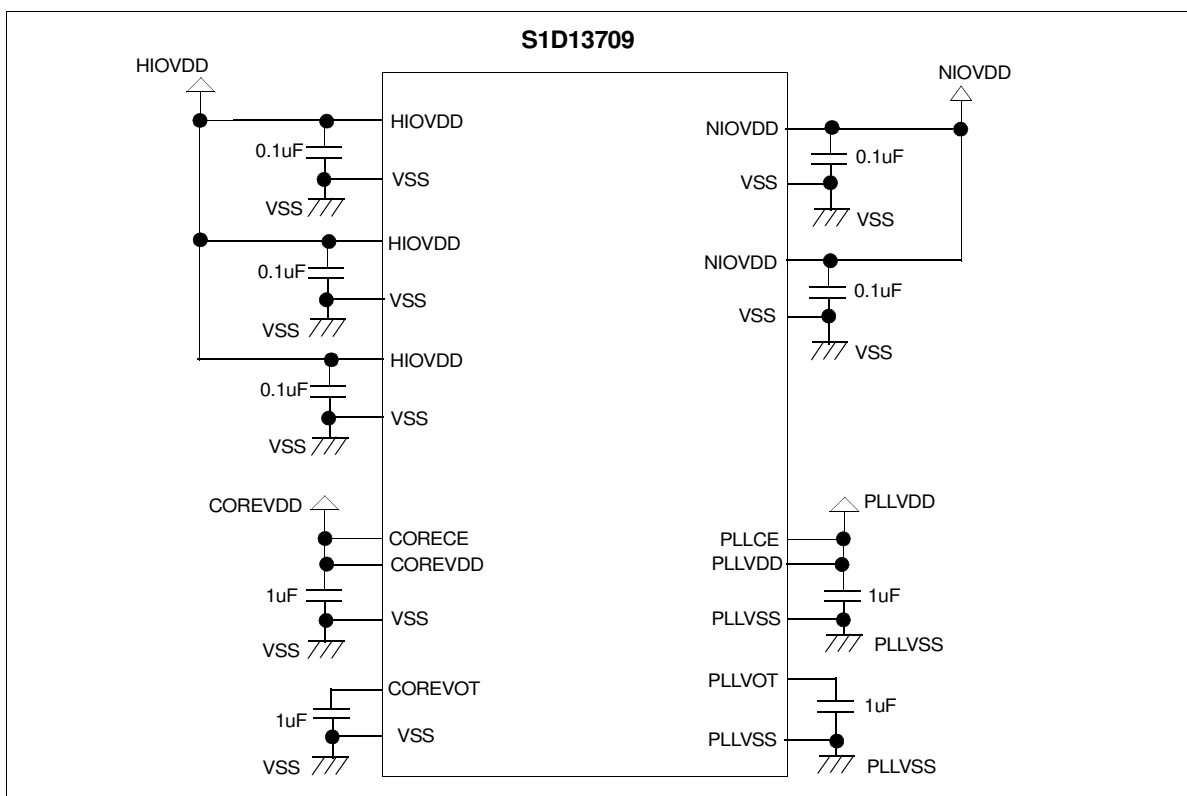 S1D13709
HIOVDD
NIOVDD
HIOVDD
0.1uF
VSS
VSS
HIOVDD
0.1uF
VSS
VSS
HIOVDD
0.1uF
VSS
VSS
COREVDD
CORECE
COREVDD
1uF
VSS
VSS
COREVOT
1uF
VSS
VSS
NIOVDD
0.1uF
VSS
VSS
NIOVDD
0.1uF
VSS
VSS
PLLVDD
PLLCE
PLLVDD
1uF
PLLVSS
PLLVSS
PLLVOT
1uF
PLLVSS
PLLVSS